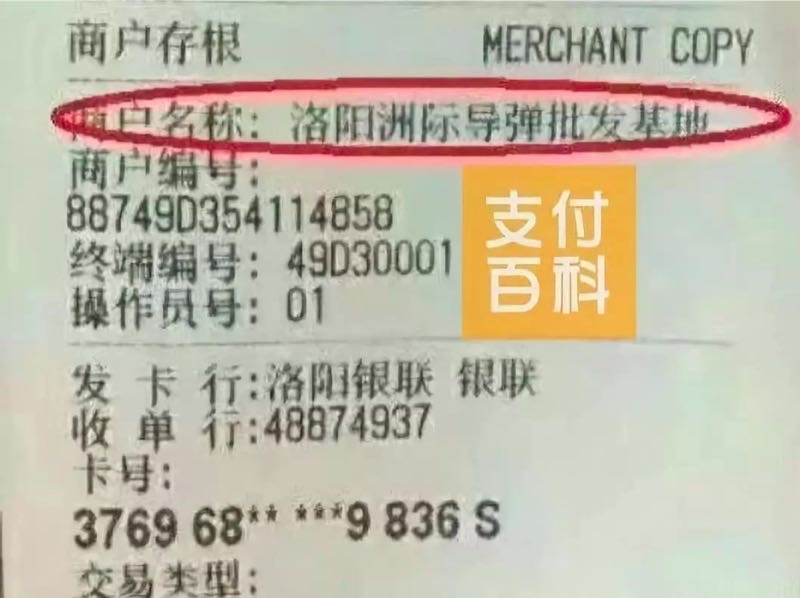 商户存根 MERCHANT COPY
商户名称: 洛阳洲际导弹批发基地
商户编号:
88749D354114858
终端编号: 49D30001
操作员号: 01
支付
百科
发 卡 行:洛阳银联 银联
收 单 行:48874937
卡号:
3769 68** ***9 836 S
交易类型: